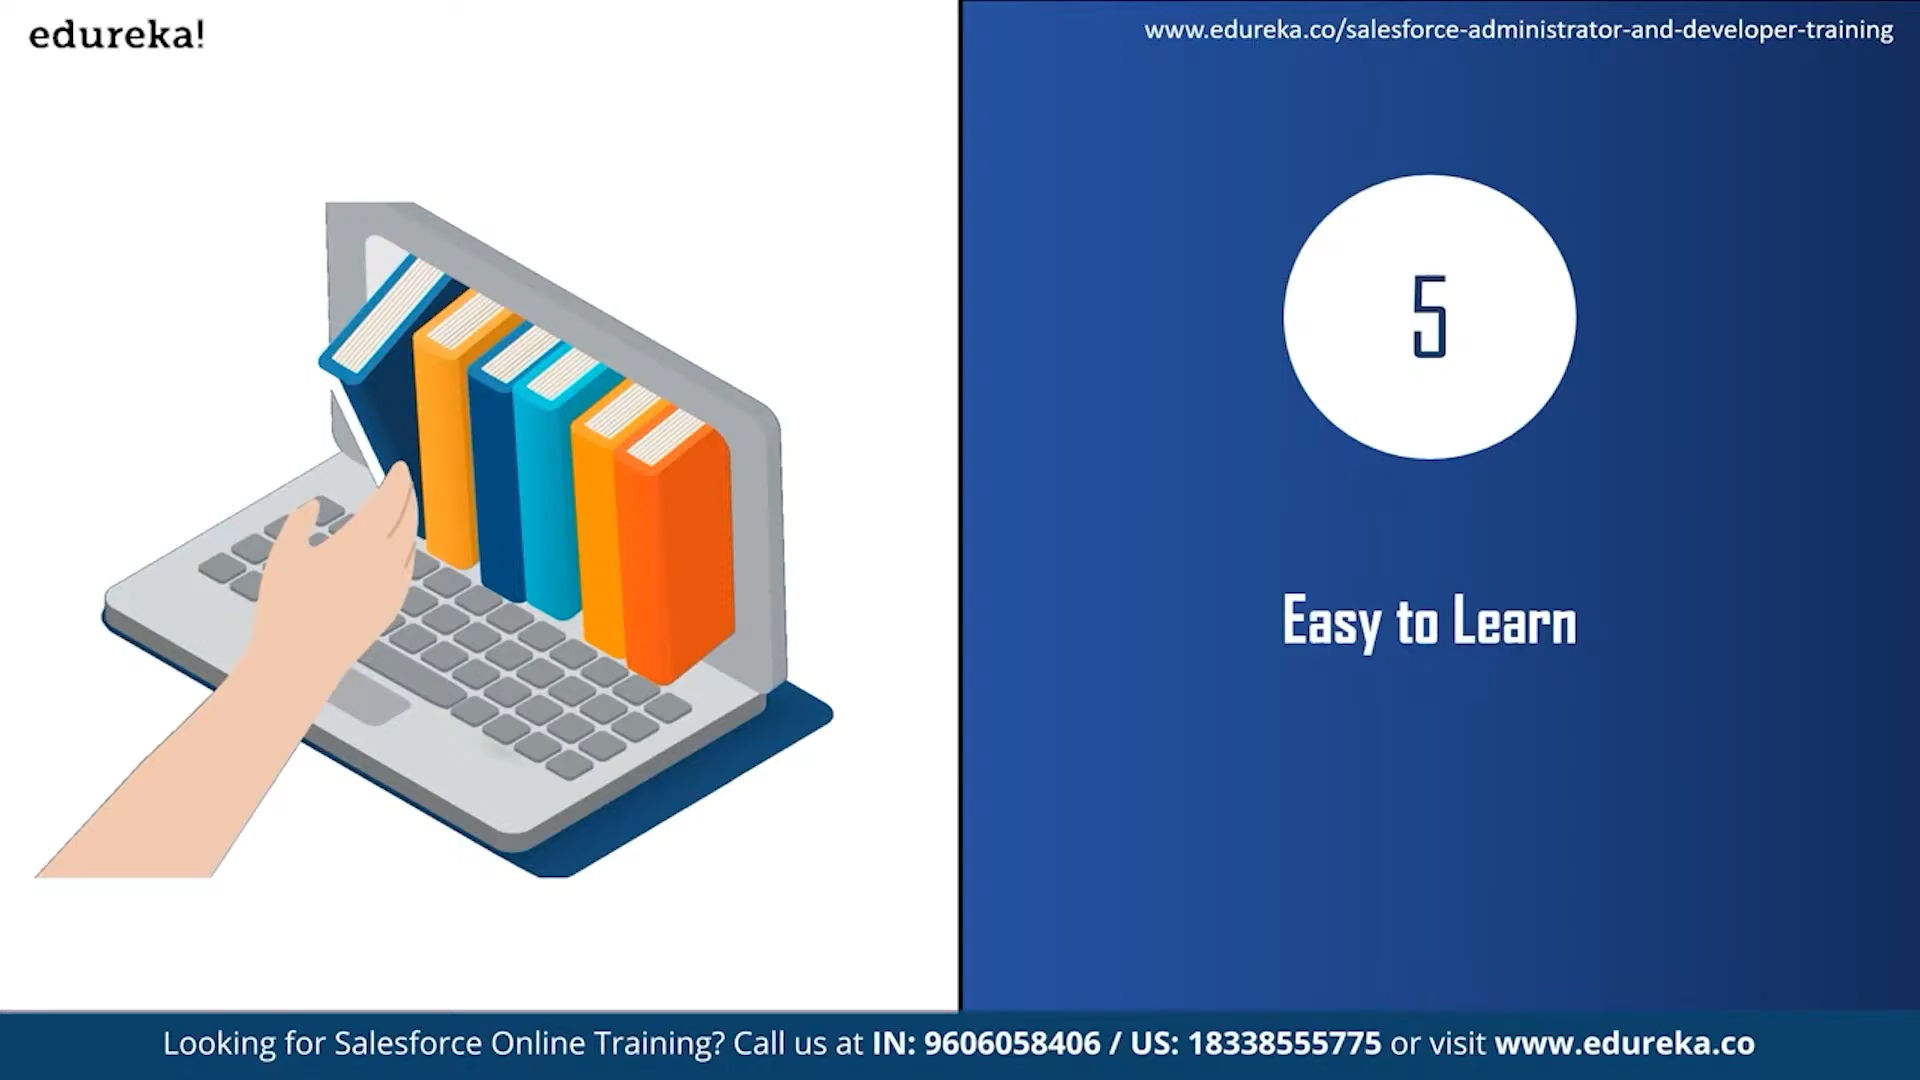 edureka!
www.edureka.co/salesforce-administrator-and-developer-training
5
Easy to Learn
Looking for Salesforce Online Training? Call us at IN: 9606058406 / US: 18338555775 or visit www.edureka.co